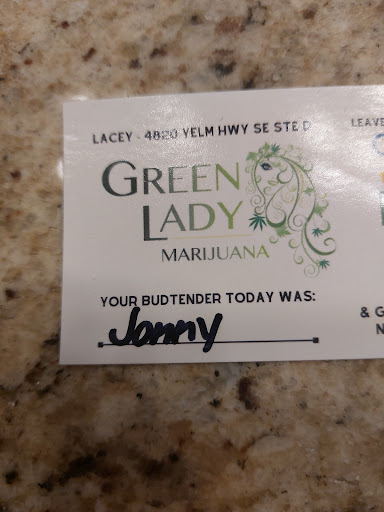 LACEY - 4820 YELM HWY SE STE D
LEAVE
GREEN
LADY
MARIJUANA
YOUR BUDTENDER TODAY WAS:
Jonny
& G
N